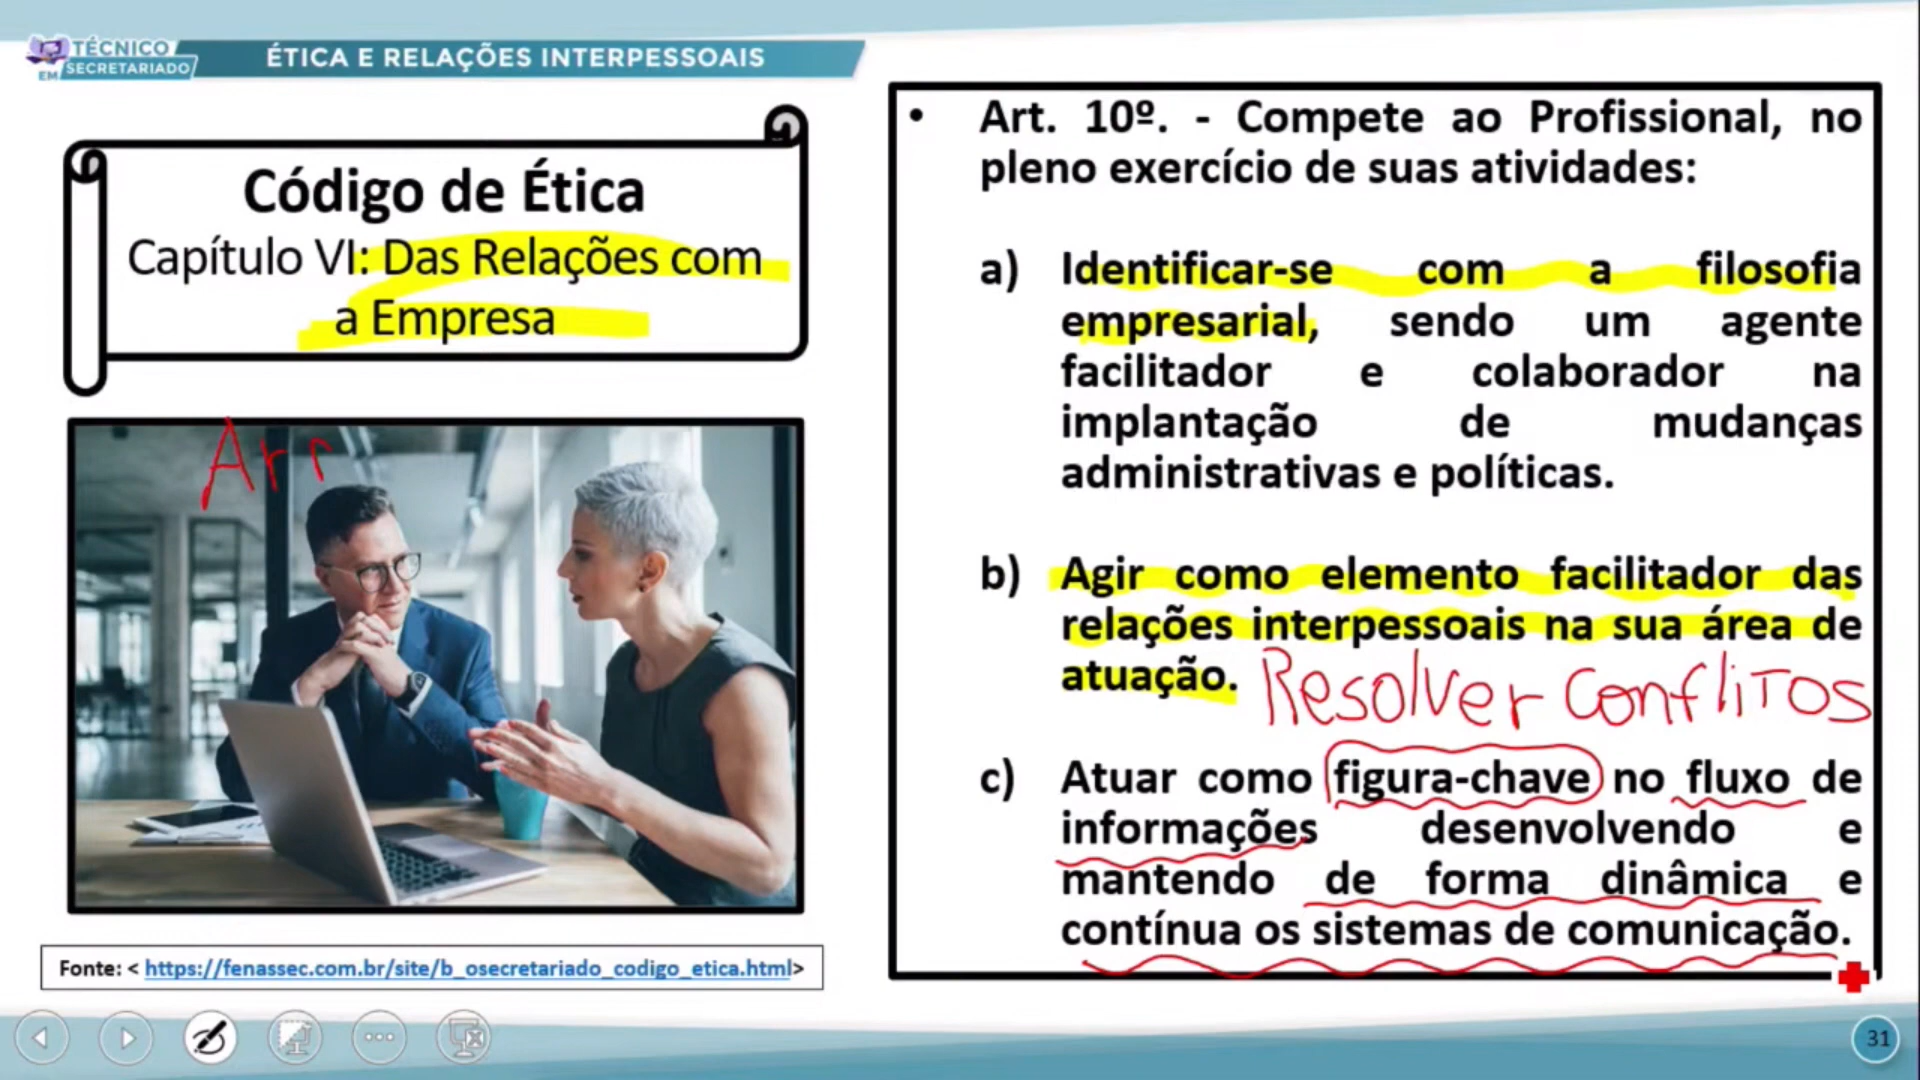 TÉCNICO
EM SECRETARIADO
ÉTICA E RELAÇÕES INTERPESSOAIS
Código de Ética
Capítulo VI: Das Relações com
a Empresa
Arr
Fonte: < https://fenassec.com.br/site/b_osecretariado_codigo_etica.html>
• Art. 10º. - Compete ao Profissional, no
pleno exercício de suas atividades:
a) Identificar-se com a filosofia
empresarial, sendo um agente
facilitador e colaborador na
implantação de mudanças
administrativas e políticas.
b) Agir como elemento facilitador das
relações interpessoais na sua área de
atuação. Resolver conflitos
c) Atuar como figura-chave no fluxo de
informações desenvolvendo e
mantendo de forma dinâmica e
contínua os sistemas de comunicação.
31